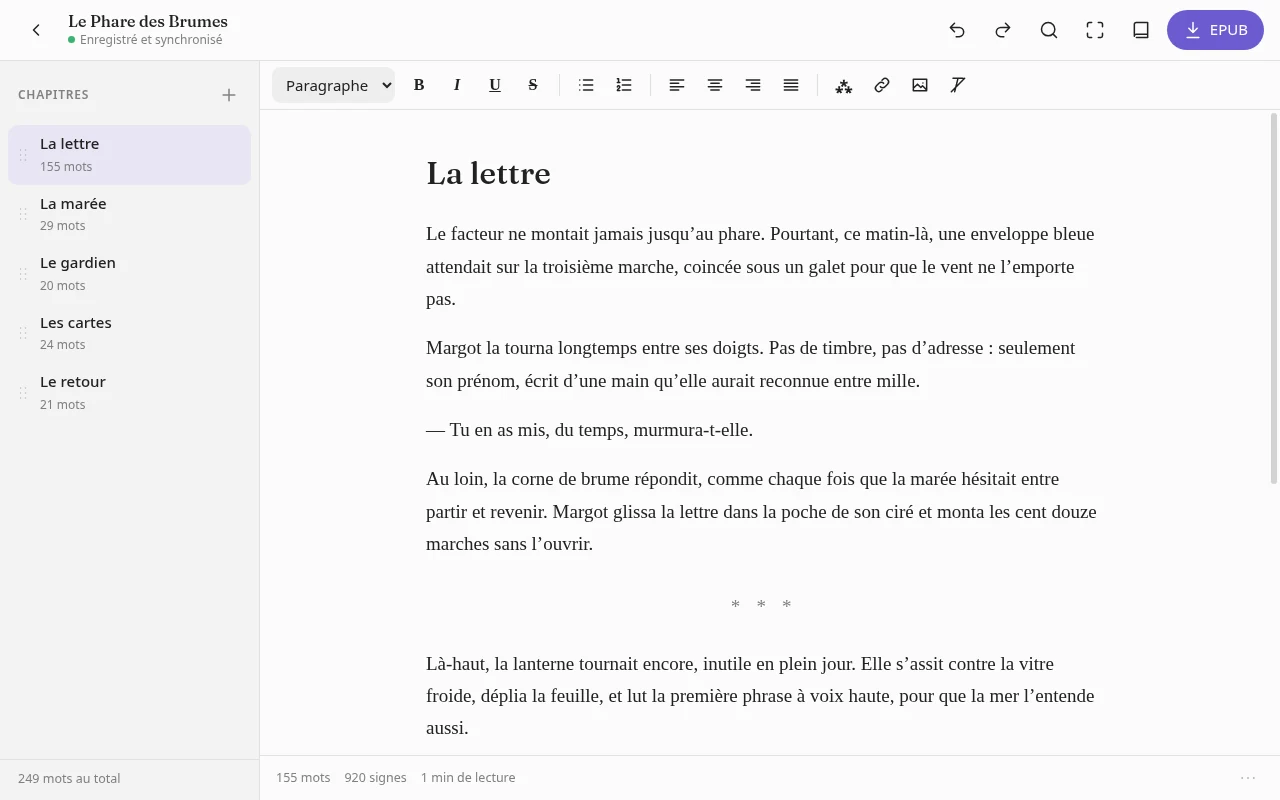 Le Phare des Brumes
Enregistré et synchronisé
EPUB
CHAPITRES
La lettre
155 mots
La marée
29 mots
Le gardien
20 mots
Les cartes
24 mots
Le retour
21 mots
249 mots au total
Paragraphe
B I U S
La lettre
Le facteur ne montait jamais jusqu’au phare. Pourtant, ce matin-là, une enveloppe bleue
attendait sur la troisième marche, coincée sous un galet pour que le vent ne l’emporte
pas.
Margot la tourna longtemps entre ses doigts. Pas de timbre, pas d’adresse : seulement
son prénom, écrit d’une main qu’elle aurait reconnue entre mille.
— Tu en as mis, du temps, murmura-t-elle.
Au loin, la corne de brume répondit, comme chaque fois que la marée hésitait entre
partir et revenir. Margot glissa la lettre dans la poche de son ciré et monta les cent douze
marches sans l’ouvrir.
* * *
Là-haut, la lanterne tournait encore, inutile en plein jour. Elle s’assit contre la vitre
froide, déplia la feuille, et lut la première phrase à voix haute, pour que la mer l’entende
aussi.
155 mots 920 signes 1 min de lecture